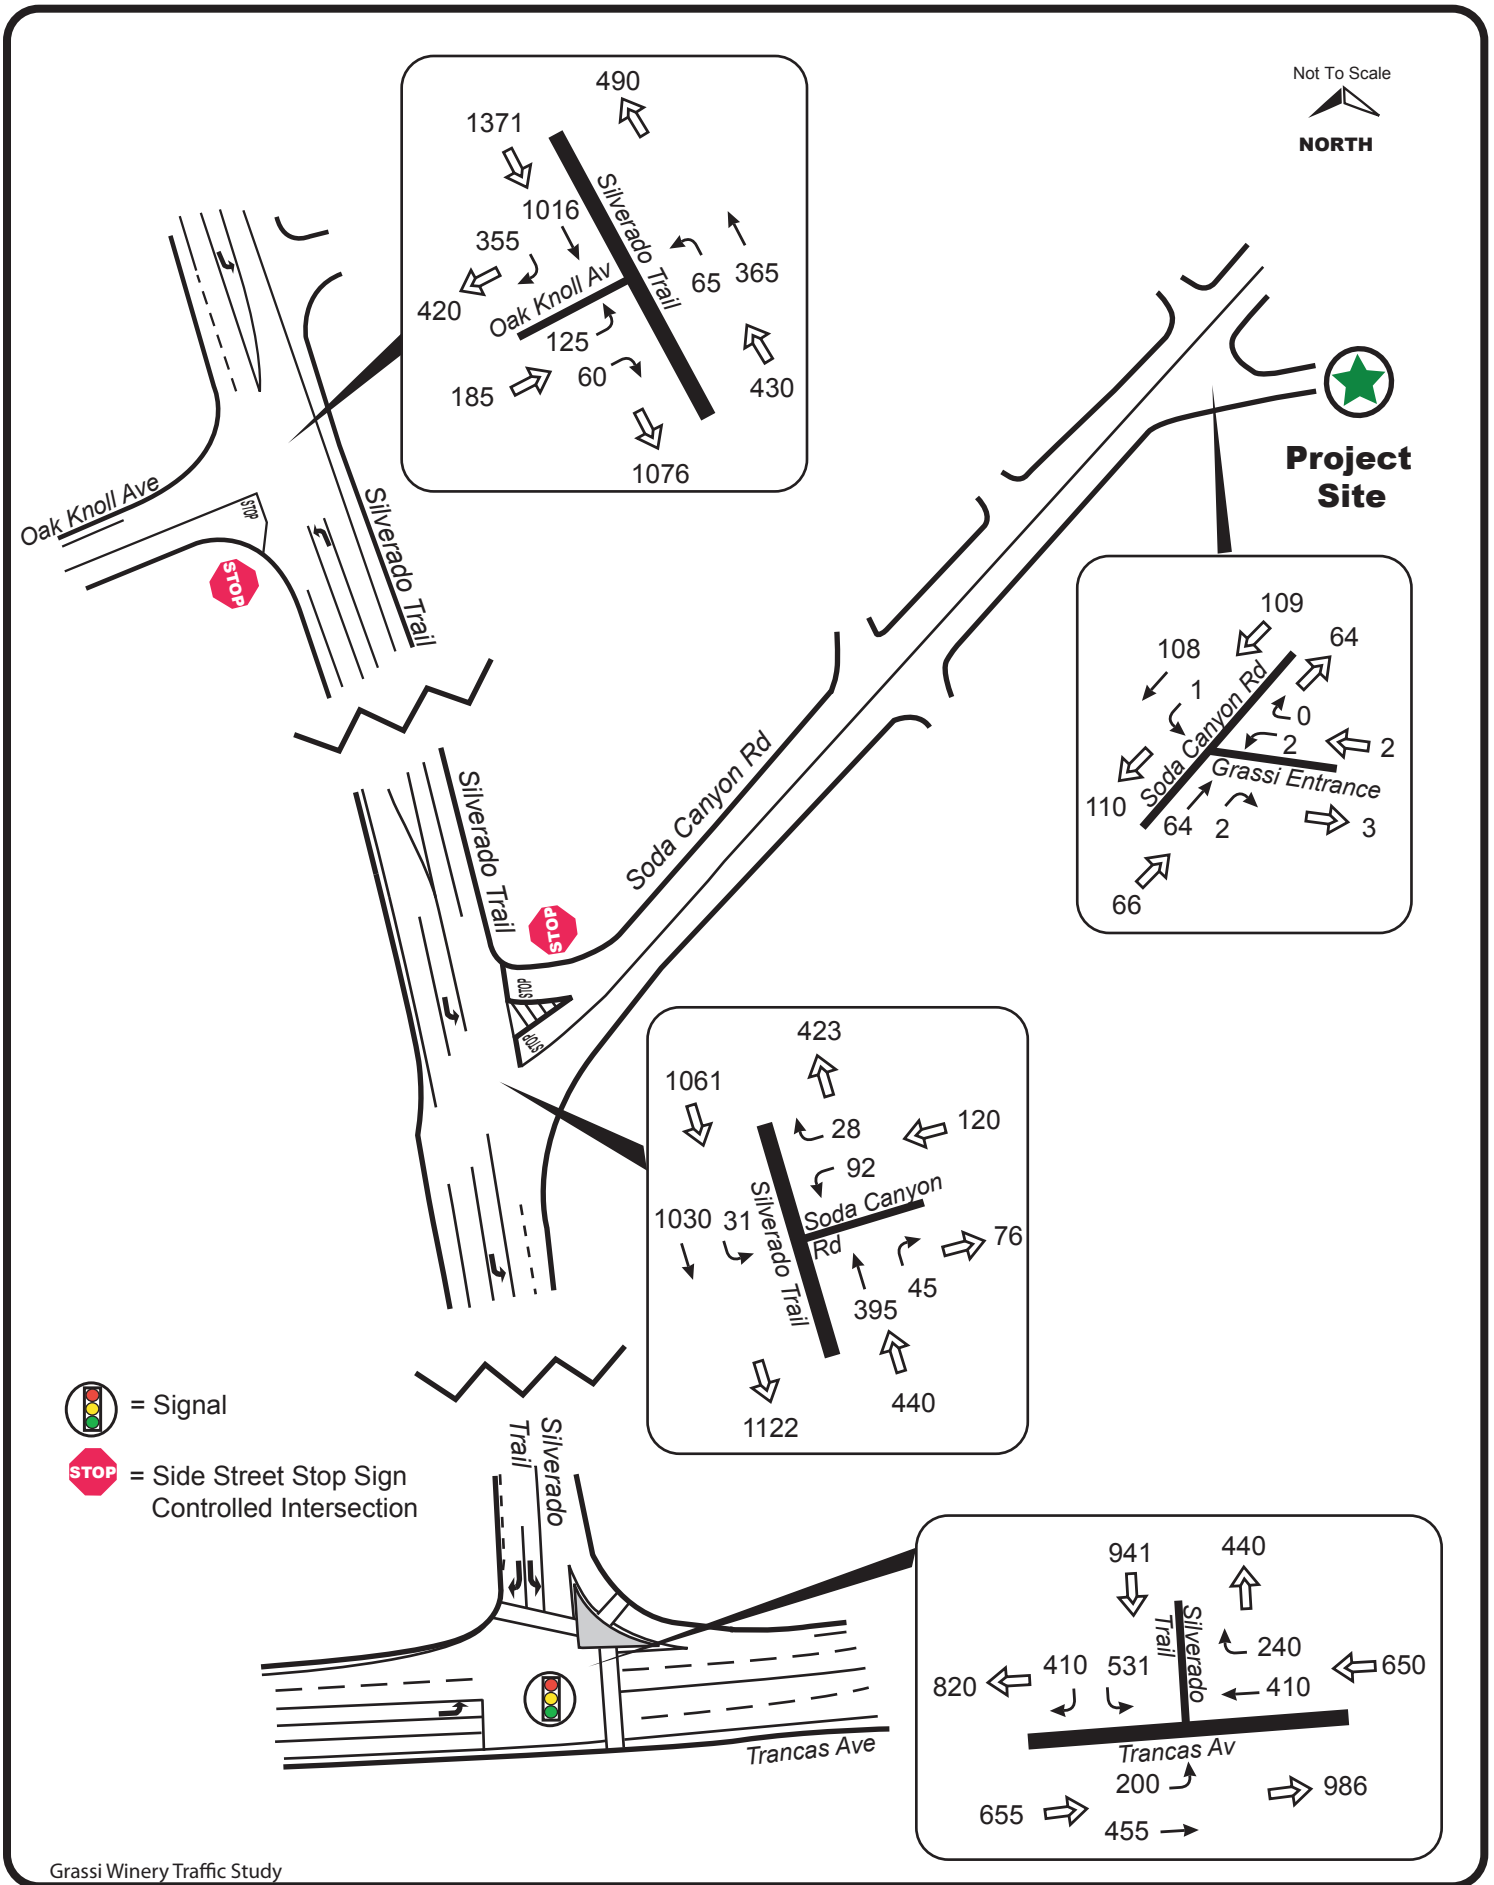 Not To Scale
NORTH
490
1371
1016
355
420
Silverado Trail
Oak Knoll Av
65
365
125
60
185
430
1076
Oak Knoll Ave
STOP
STOP
Silverado Trail
Project
Site
109
64
108
1
0
2
2
Soda Canyon Rd
Grassi Entrance
110
64
2
3
66
Silverado Trail
Soda Canyon Rd
STOP
STOP
STOP
423
1061
28
120
92
Silverado Trail
Soda Canyon
Rd
1030
31
76
45
395
440
1122
= Signal
STOP
= Side Street Stop Sign
Controlled Intersection
Silverado
Trail
Trancas Ave
941
440
Silverado
Trail
240
650
410
531
410
820
Trancas Av
200
986
655
455
Grassi Winery Traffic Study